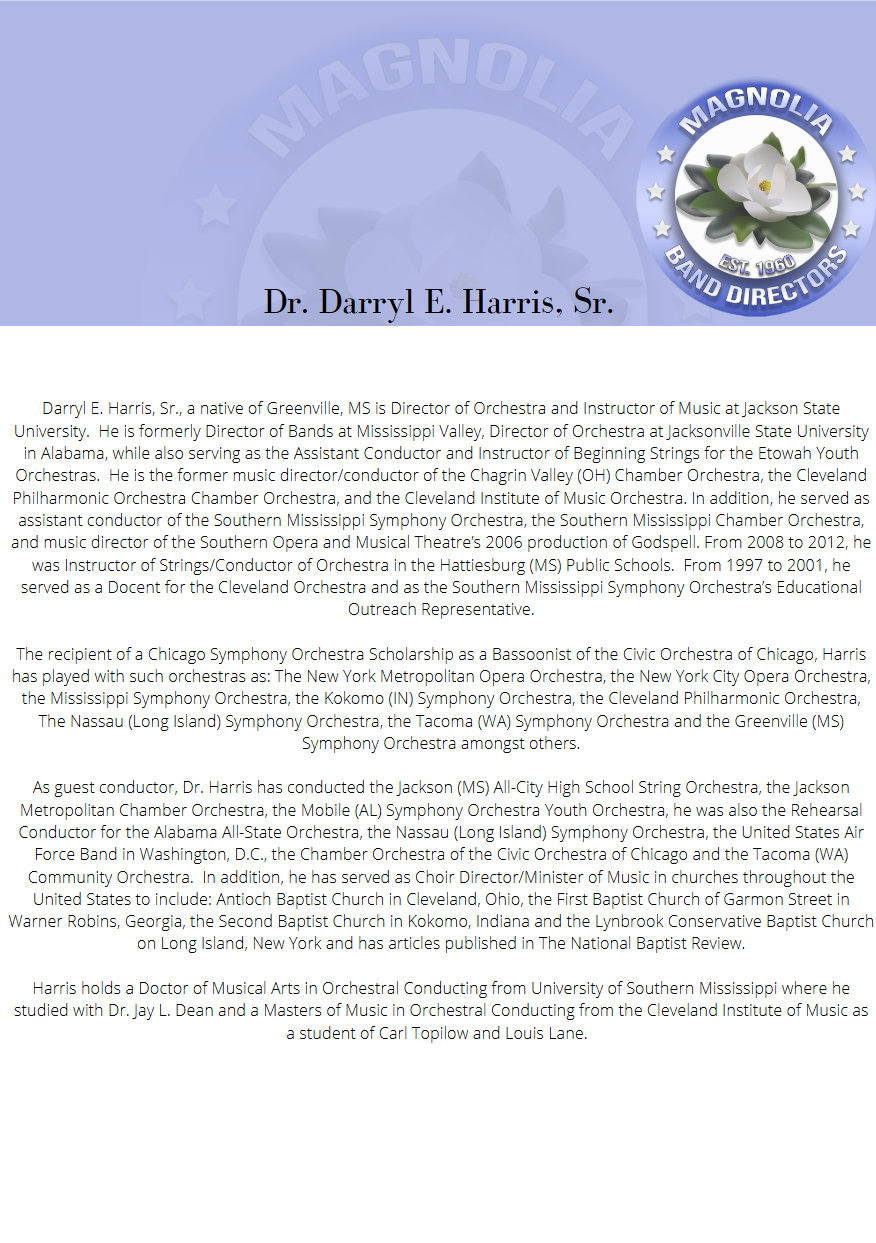 MAGNOLIA
MAGNOLIA
EST. 1960
BAND DIRECTORS
Dr. Darryl E. Harris, Sr.
Darryl E. Harris, Sr., a native of Greenville, MS is Director of Orchestra and Instructor of Music at Jackson State
University.  He is formerly Director of Bands at Mississippi Valley, Director of Orchestra at Jacksonville State University
in Alabama, while also serving as the Assistant Conductor and Instructor of Beginning Strings for the Etowah Youth
Orchestras.  He is the former music director/conductor of the Chagrin Valley (OH) Chamber Orchestra, the Cleveland
Philharmonic Orchestra Chamber Orchestra, and the Cleveland Institute of Music Orchestra. In addition, he served as
assistant conductor of the Southern Mississippi Symphony Orchestra, the Southern Mississippi Chamber Orchestra,
and music director of the Southern Opera and Musical Theatre's 2006 production of Godspell. From 2008 to 2012, he
was Instructor of Strings/Conductor of Orchestra in the Hattiesburg (MS) Public Schools.  From 1997 to 2001, he
served as a Docent for the Cleveland Orchestra and as the Southern Mississippi Symphony Orchestra's Educational
Outreach Representative.
The recipient of a Chicago Symphony Orchestra Scholarship as a Bassoonist of the Civic Orchestra of Chicago, Harris
has played with such orchestras as: The New York Metropolitan Opera Orchestra, the New York City Opera Orchestra,
the Mississippi Symphony Orchestra, the Kokomo (IN) Symphony Orchestra, the Cleveland Philharmonic Orchestra,
The Nassau (Long Island) Symphony Orchestra, the Tacoma (WA) Symphony Orchestra and the Greenville (MS)
Symphony Orchestra amongst others.
As guest conductor, Dr. Harris has conducted the Jackson (MS) All-City High School String Orchestra, the Jackson
Metropolitan Chamber Orchestra, the Mobile (AL) Symphony Orchestra Youth Orchestra, he was also the Rehearsal
Conductor for the Alabama All-State Orchestra, the Nassau (Long Island) Symphony Orchestra, the United States Air
Force Band in Washington, D.C., the Chamber Orchestra of the Civic Orchestra of Chicago and the Tacoma (WA)
Community Orchestra.  In addition, he has served as Choir Director/Minister of Music in churches throughout the
United States to include: Antioch Baptist Church in Cleveland, Ohio, the First Baptist Church of Garmon Street in
Warner Robins, Georgia, the Second Baptist Church in Kokomo, Indiana and the Lynbrook Conservative Baptist Church
on Long Island, New York and has articles published in The National Baptist Review.
Harris holds a Doctor of Musical Arts in Orchestral Conducting from University of Southern Mississippi where he
studied with Dr. Jay L. Dean and a Masters of Music in Orchestral Conducting from the Cleveland Institute of Music as
a student of Carl Topilow and Louis Lane.